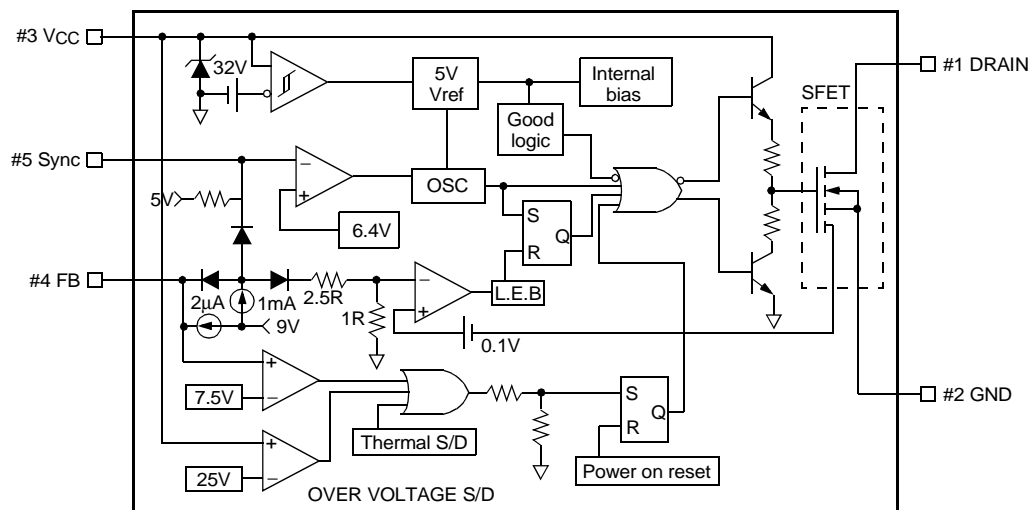 #3 VCC
32V
5V
Vref
Internal
bias
Good
logic
#1 DRAIN
SFET
#5 Sync
5V
6.4V
OSC
S
R
Q
#4 FB
2μA
1mA
9V
2.5R
1R
L.E.B
0.1V
7.5V
Thermal S/D
25V
OVER VOLTAGE S/D
S
R
Q
Power on reset
#2 GND
+
−
+
−
−
+
−
+